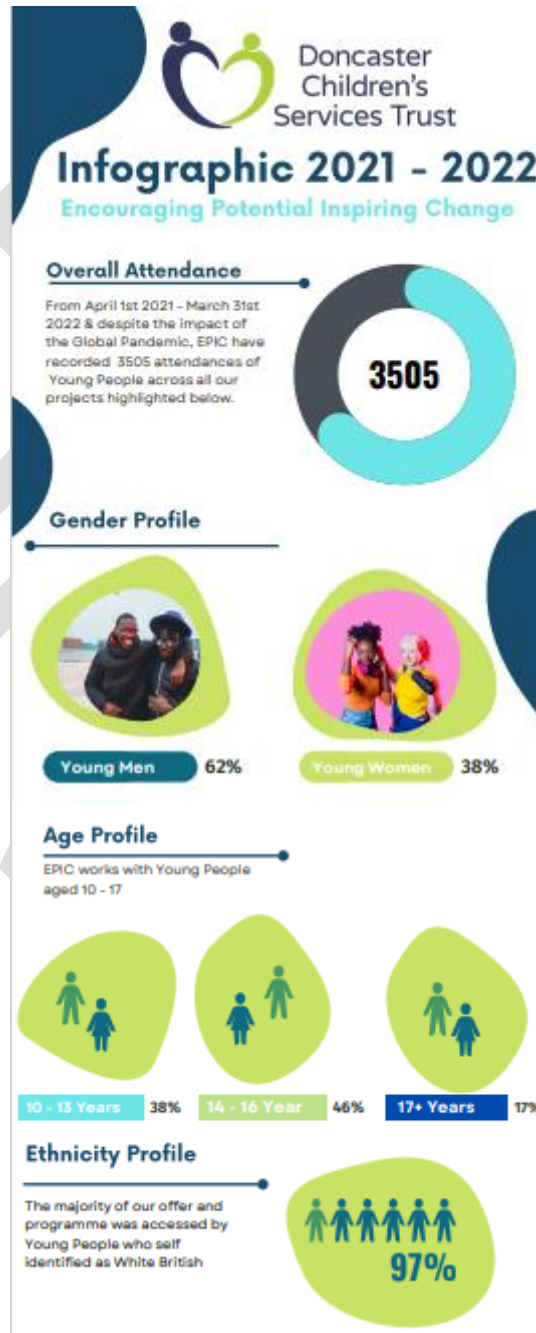 Doncaster
Children's
Services Trust
Infographic 2021 - 2022
Encouraging Potential Inspiring Change
Overall Attendance
From April 1st 2021 - March 31st
2022 & despite the impact of
the Global Pandemic, EPIC have
recorded 3505 attendances of
Young People across all our
projects highlighted below.
3505
Gender Profile
Young Men 62%
Young Women 38%
Age Profile
EPIC works with Young People
aged 10 - 17
10 - 13 Years 38%
14 - 16 Year 46%
17+ Years 17%
Ethnicity Profile
The majority of our offer and
programme was accessed by
Young People who self
identified as White British
97%